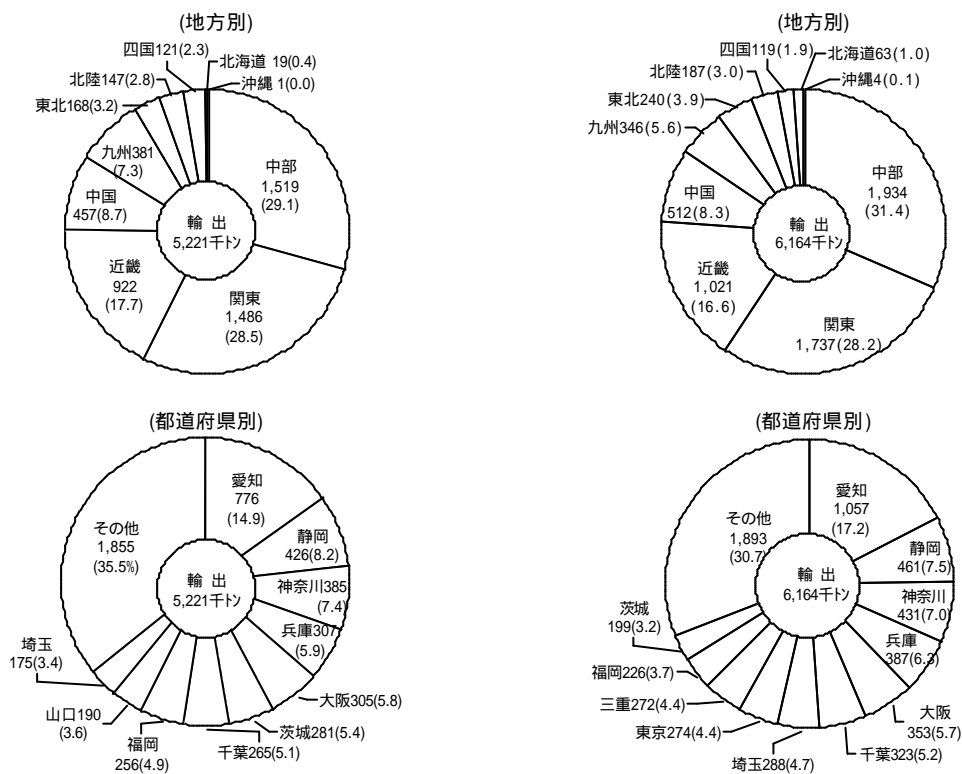 (地方別)
四国121(2.3)
北海道 19(0.4)
北陸147(2.8)
沖縄 1(0.0)
東北168(3.2)
九州381
(7.3)
中部
1,519
(29.1)
中国
457(8.7)
輸 出
5,221千トン
近畿
922
(17.7)
関東
1,486
(28.5)
(地方別)
四国119(1.9)
北海道63(1.0)
北陸187(3.0)
沖縄4(0.1)
東北240(3.9)
九州346(5.6)
中部
1,934
(31.4)
中国
512(8.3)
輸 出
6,164千トン
近畿
1,021
(16.6)
関東
1,737(28.2)
(都道府県別)
愛知
776
(14.9)
その他
1,855
(35.5%)
静岡
426(8.2)
輸 出
5,221千トン
神奈川385
(7.4)
兵庫307
(5.9)
埼玉
175(3.4)
大阪305(5.8)
山口190
(3.6)
茨城281(5.4)
福岡
256(4.9)
千葉265(5.1)
(都道府県別)
愛知
1,057
(17.2)
その他
1,893
(30.7)
静岡
461(7.5)
輸 出
6,164千トン
神奈川
431(7.0)
茨城
199(3.2)
兵庫
387(6.3)
福岡226(3.7)
三重272(4.4)
大阪
353(5.7)
東京274(4.4)
千葉323(5.2)
埼玉288(4.7)